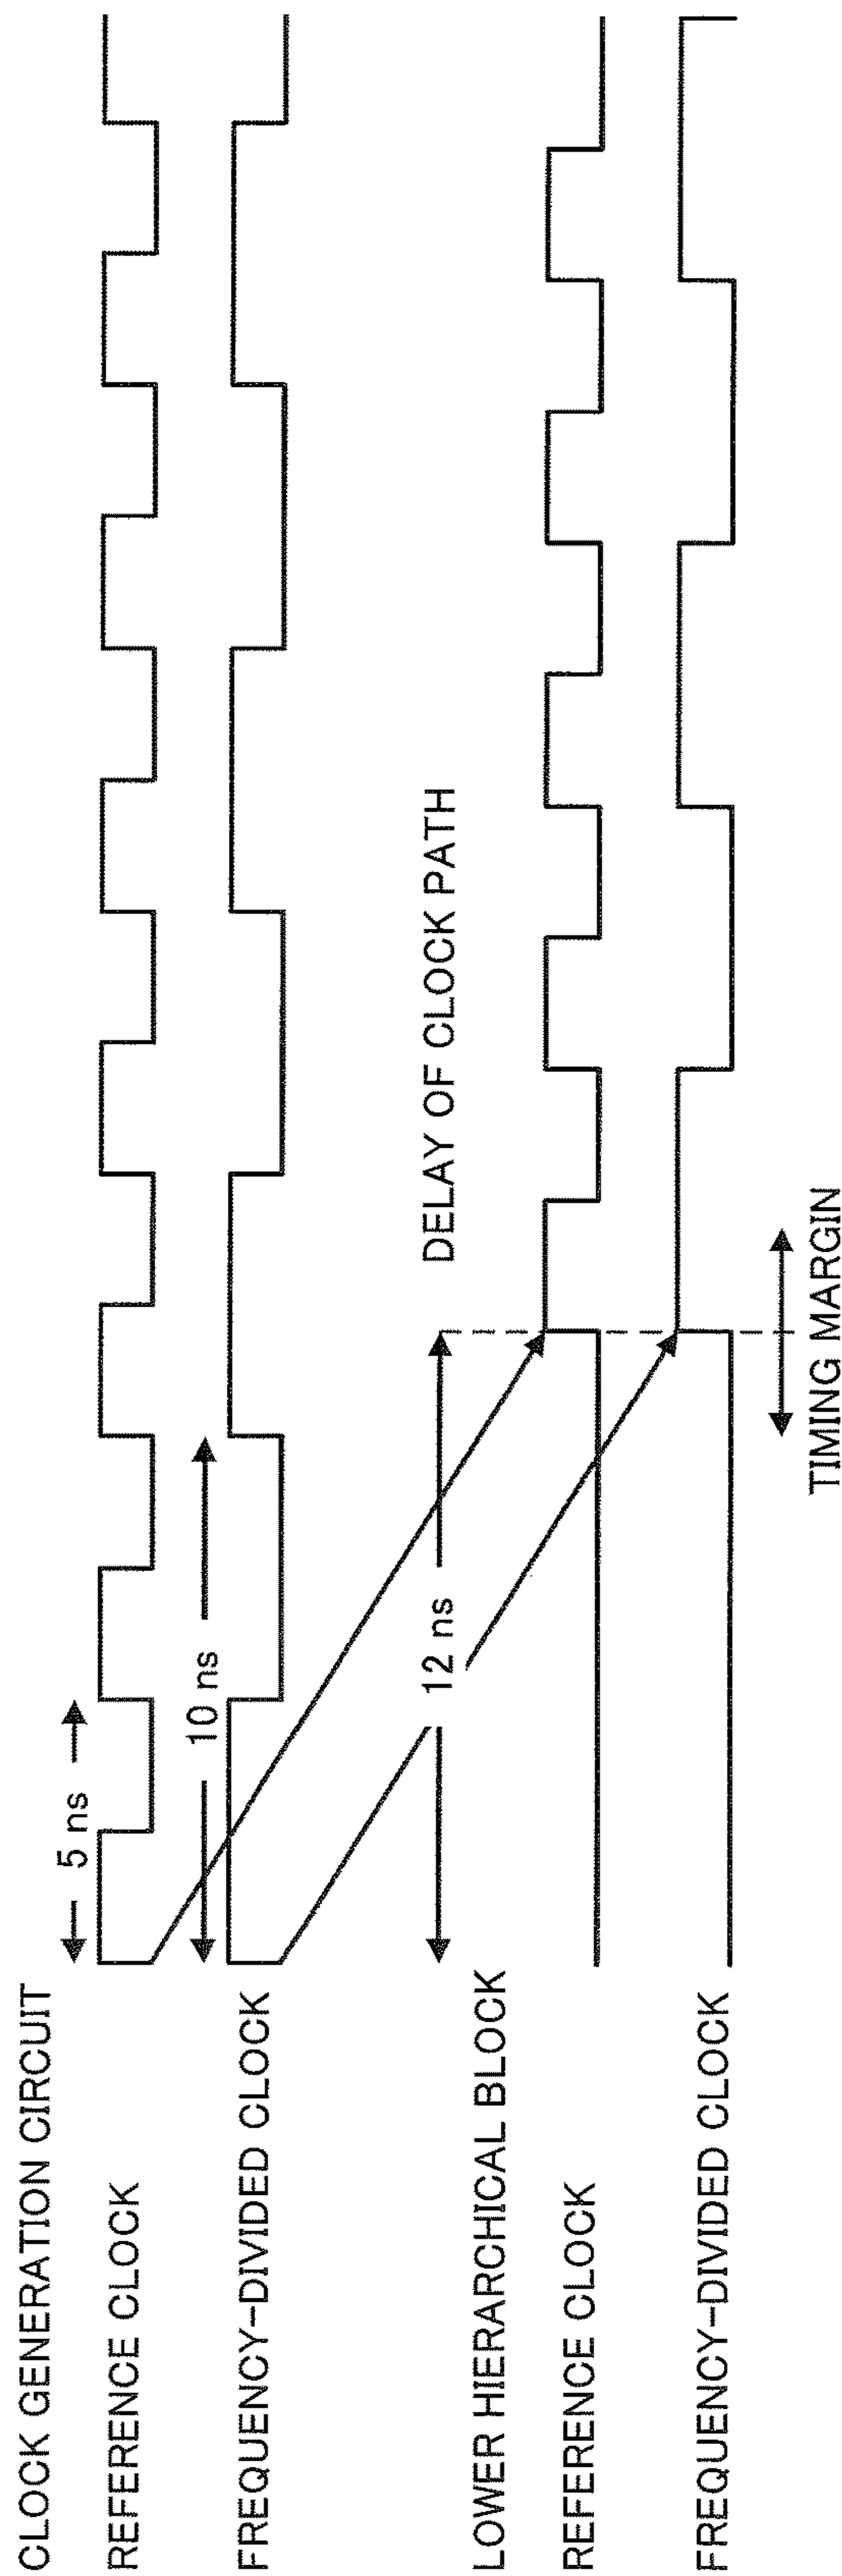 CLOCK GENERATION CIRCUIT
5 ns
REFERENCE CLOCK
10 ns
FREQUENCY-DIVIDED CLOCK
12 ns
DELAY OF CLOCK PATH
LOWER HIERARCHICAL BLOCK
REFERENCE CLOCK
FREQUENCY-DIVIDED CLOCK
TIMING MARGIN